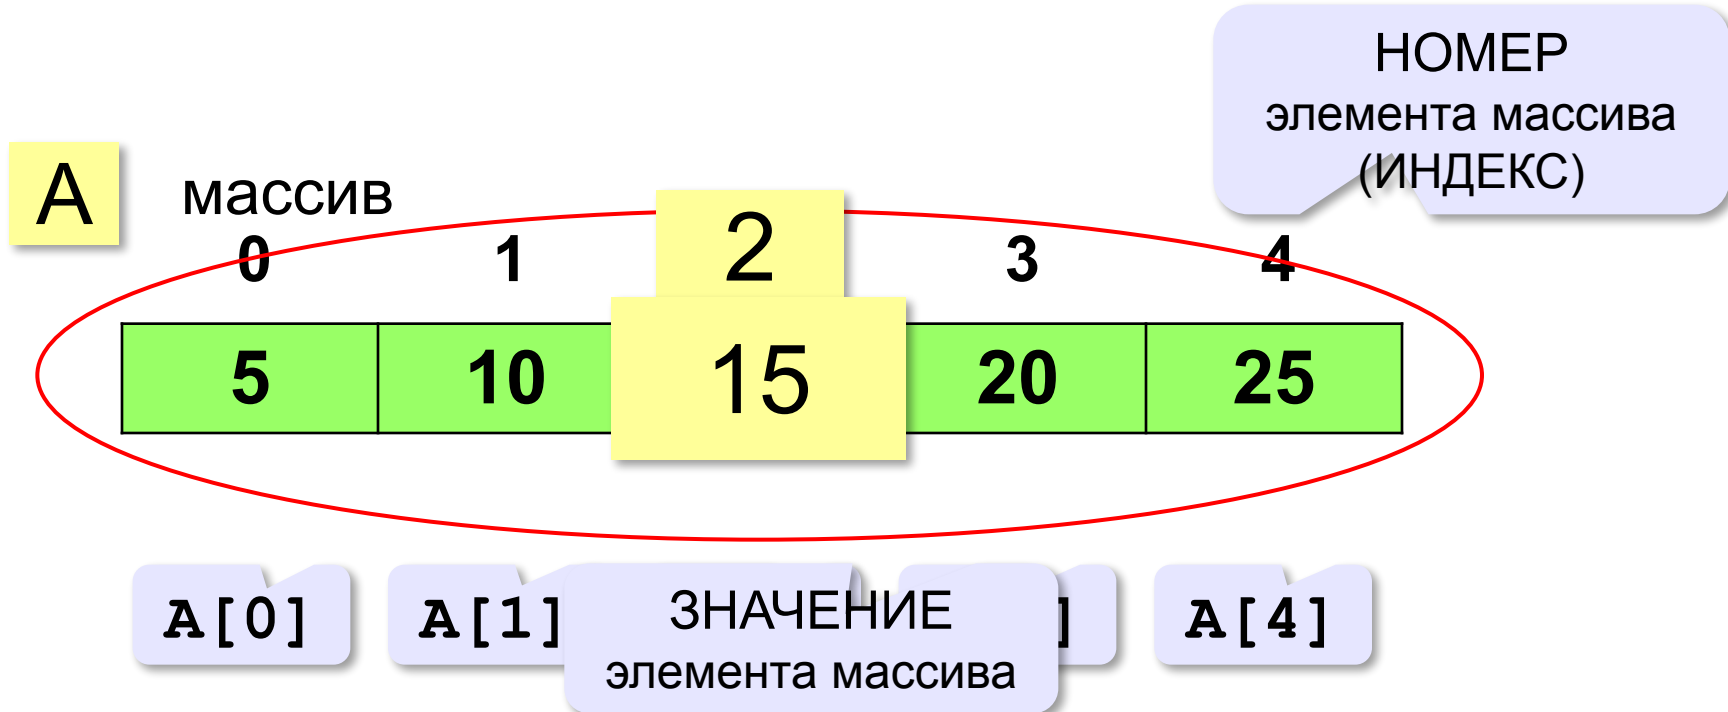 НОМЕР
элемента массива
(ИНДЕКС)
A массив
0 1 2 3 4
5 10 15 20 25
A[0] A[1] ] A[4]
ЗНАЧЕНИЕ
элемента массива